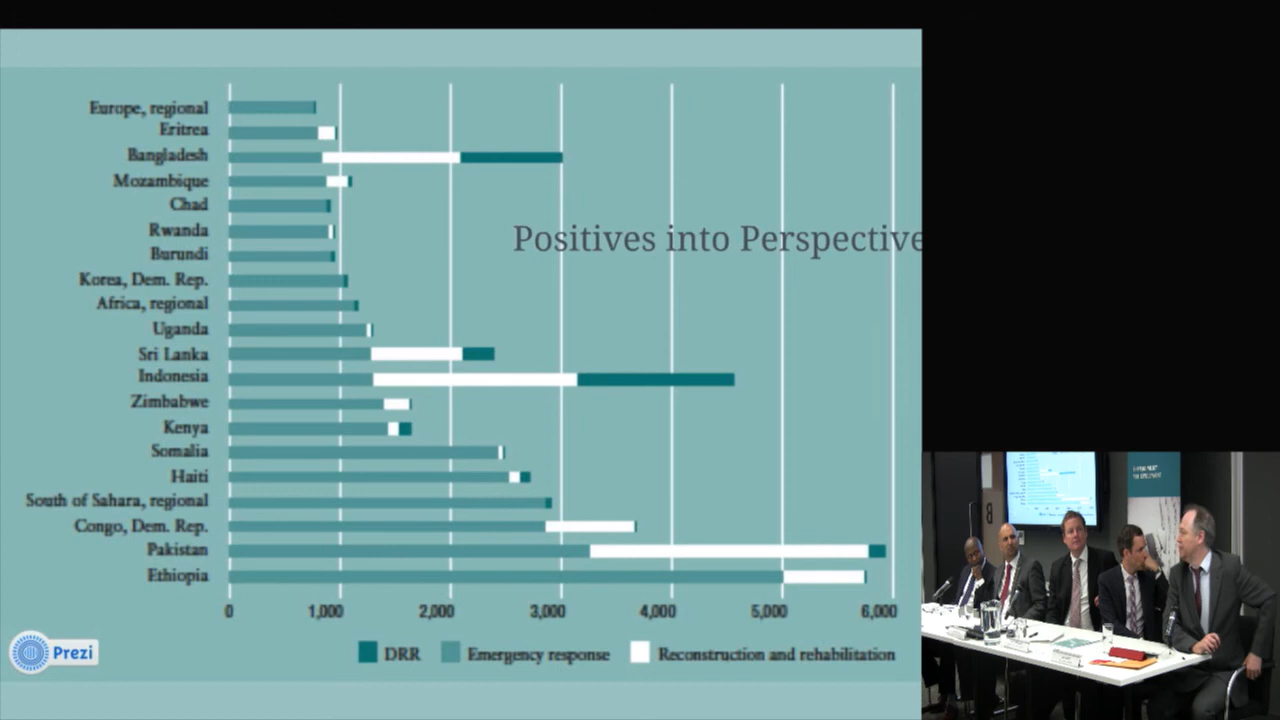 Europe, regional
Eritrea
Bangladesh
Mozambique
Chad
Rwanda
Burundi
Korea, Dem. Rep.
Africa, regional
Uganda
Sri Lanka
Indonesia
Zimbabwe
Kenya
Somalia
Haiti
South of Sahara, regional
Congo, Dem. Rep.
Pakistan
Ethiopia
Positives into Perspective
0 1,000 2,000 3,000 4,000 5,000 6,000
DRR Emergency response Reconstruction and rehabilitation
Prezi
B